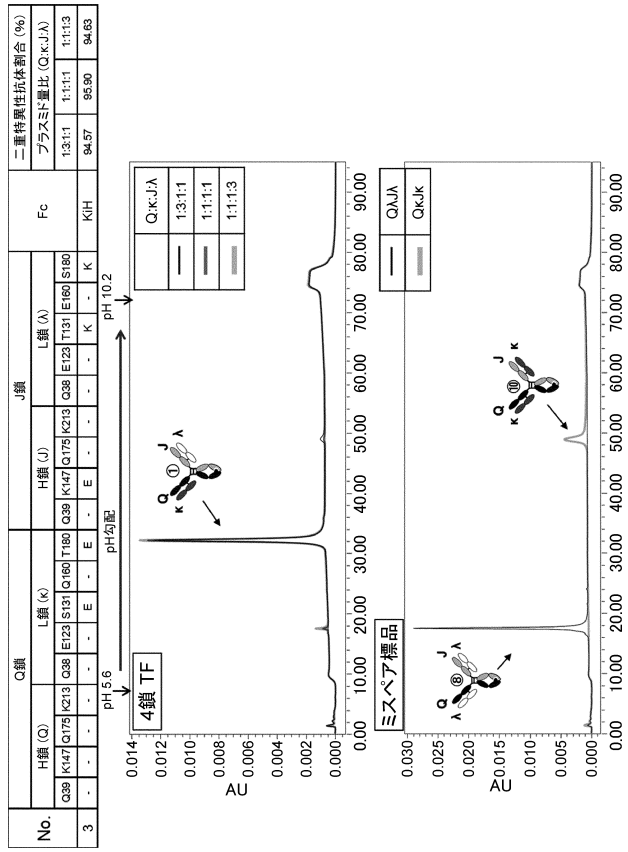 No. Q鎖 J鎖 Fc 二重特異性抗体割合 (%)
H鎖 (Q) L鎖 (κ) H鎖 (J) L鎖 (λ) プラスミド量比 (Q:κ:J:λ)
Q39 K147 Q175 K213 Q38 E123 S131 Q160 T180 Q39 K147 Q175 K213 Q38 E123 T131 E160 S180 1:3:1:1 1:1:1:1 1:1:1:3
3 - - - - - - E - E - E - - - - K - K KiH 94.57 95.90 94.63
pH 5.6 pH勾配 pH 10.2
4鎖 TF
Q:κ:J:λ
1:3:1:1
1:1:1:1
1:1:1:3
Q J
① 
κ λ
AU
0.014
0.012
0.010
0.008
0.006
0.004
0.002
0.000
0.00 10.00 20.00 30.00 40.00 50.00 60.00 70.00 80.00 90.00
ミスペア標品
QλJλ
QκJκ
Q J
⑧
λ λ
Q J
⑩
κ κ
AU
0.030
0.025
0.020
0.015
0.010
0.005
0.000
0.00 10.00 20.00 30.00 40.00 50.00 60.00 70.00 80.00 90.00